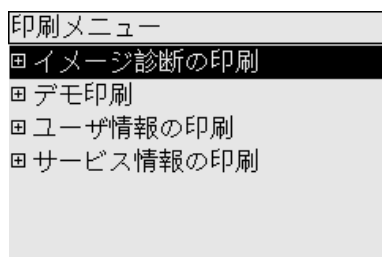 印刷メニュー
イメージ診断の印刷
デモ印刷
ユーザ情報の印刷
サービス情報の印刷